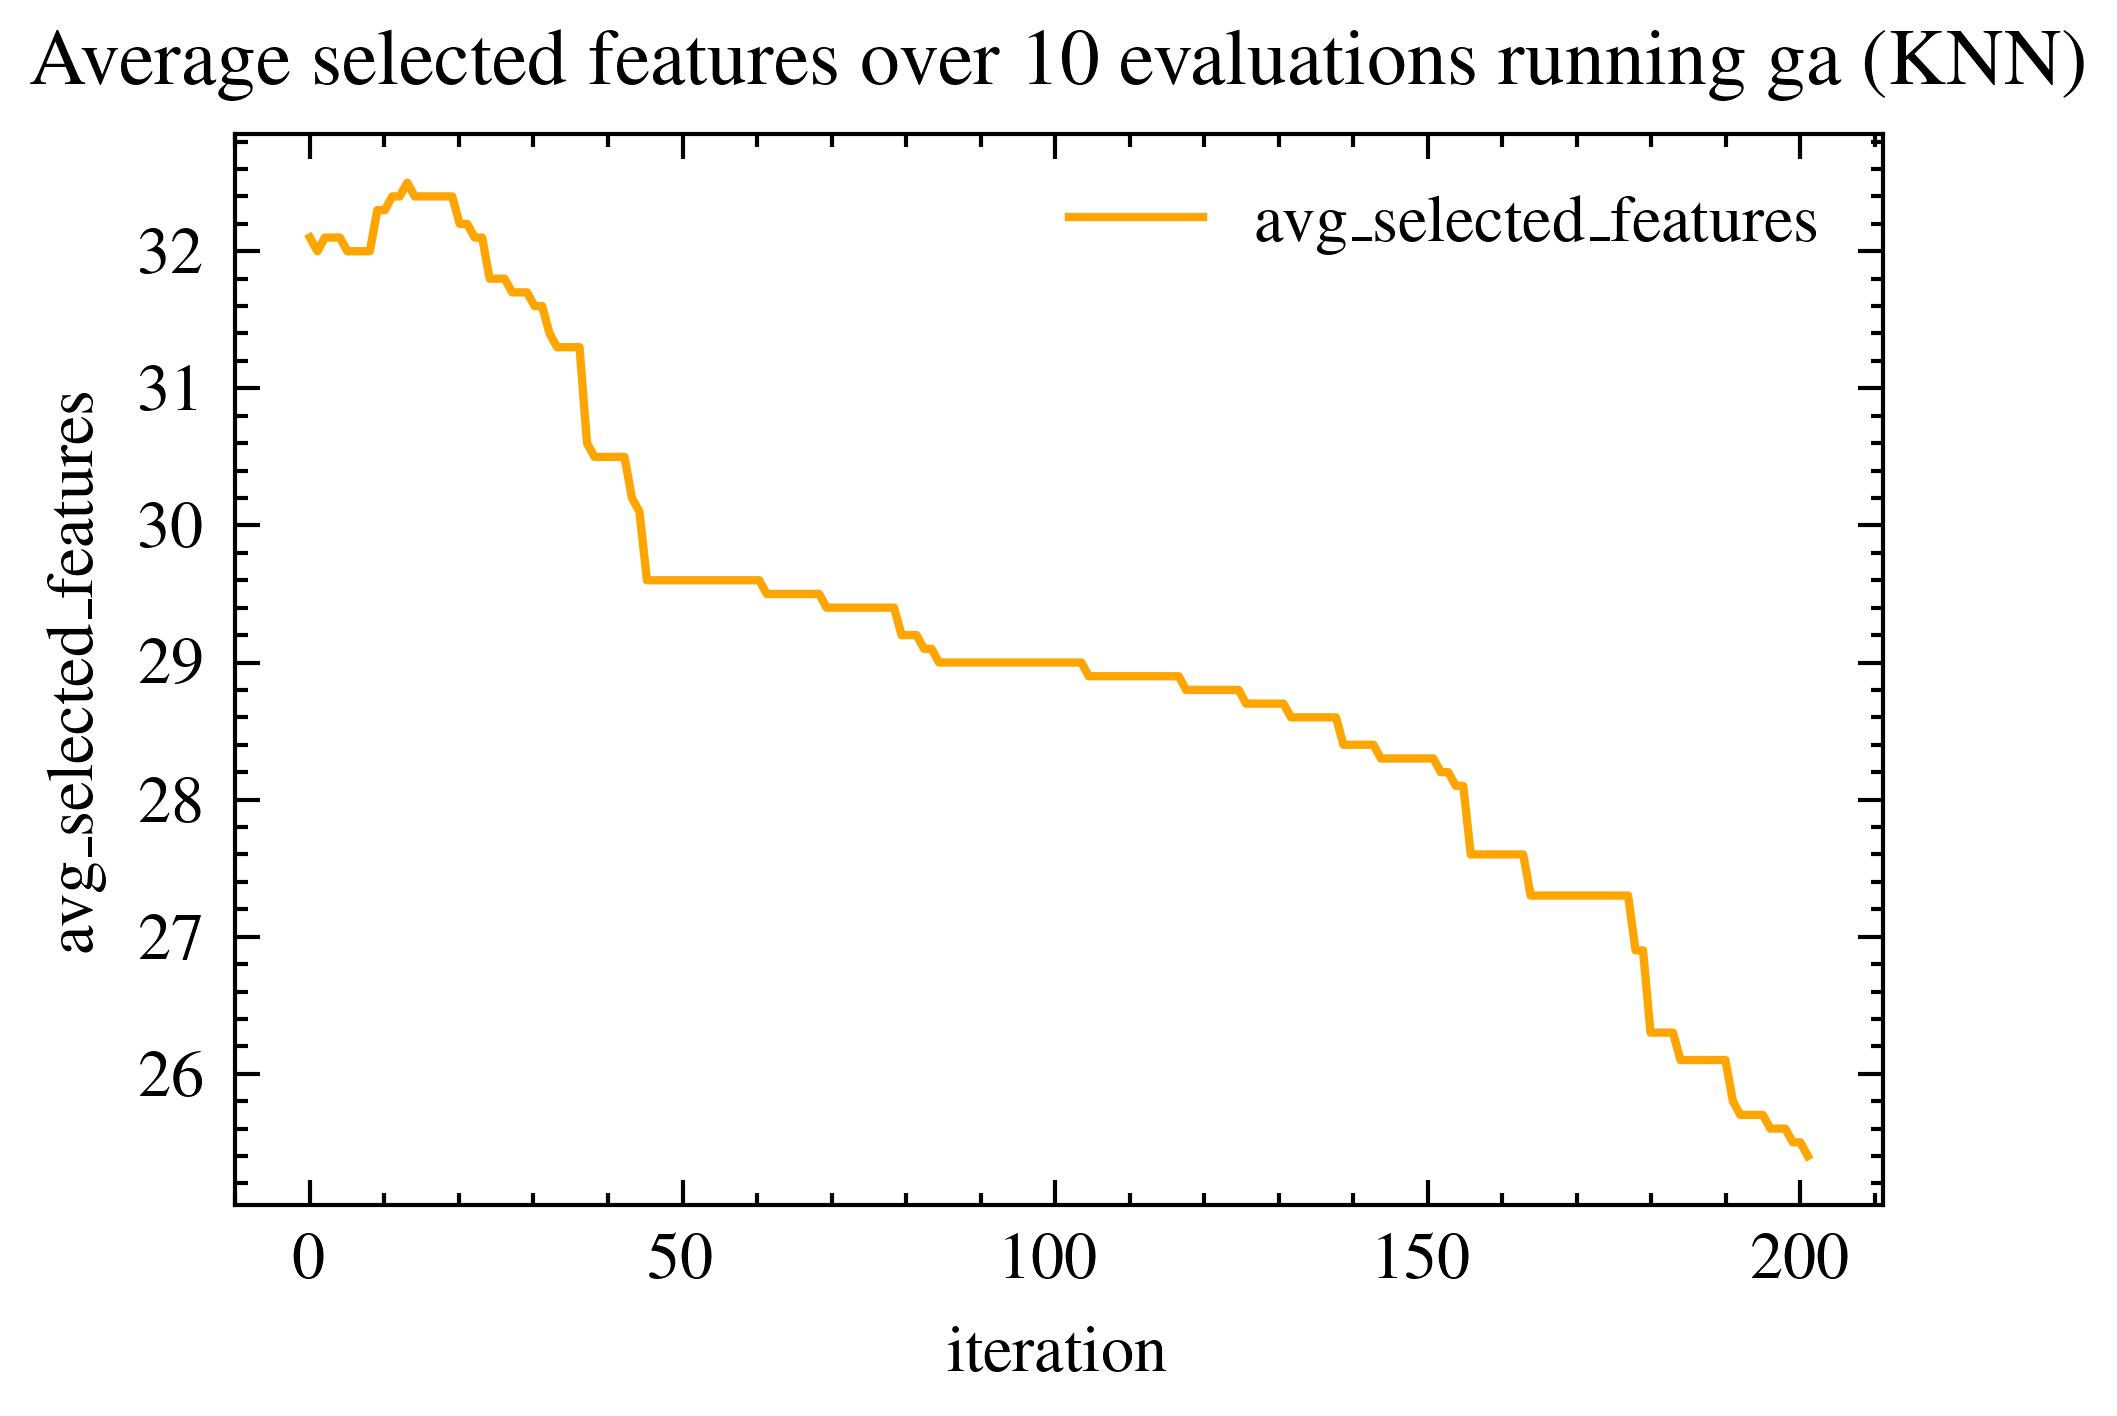 Average selected features over 10 evaluations running ga (KNN)
avg_selected_features
32
31
30
29
28
27
26
avg_selected_features
0 50 100 150 200
iteration